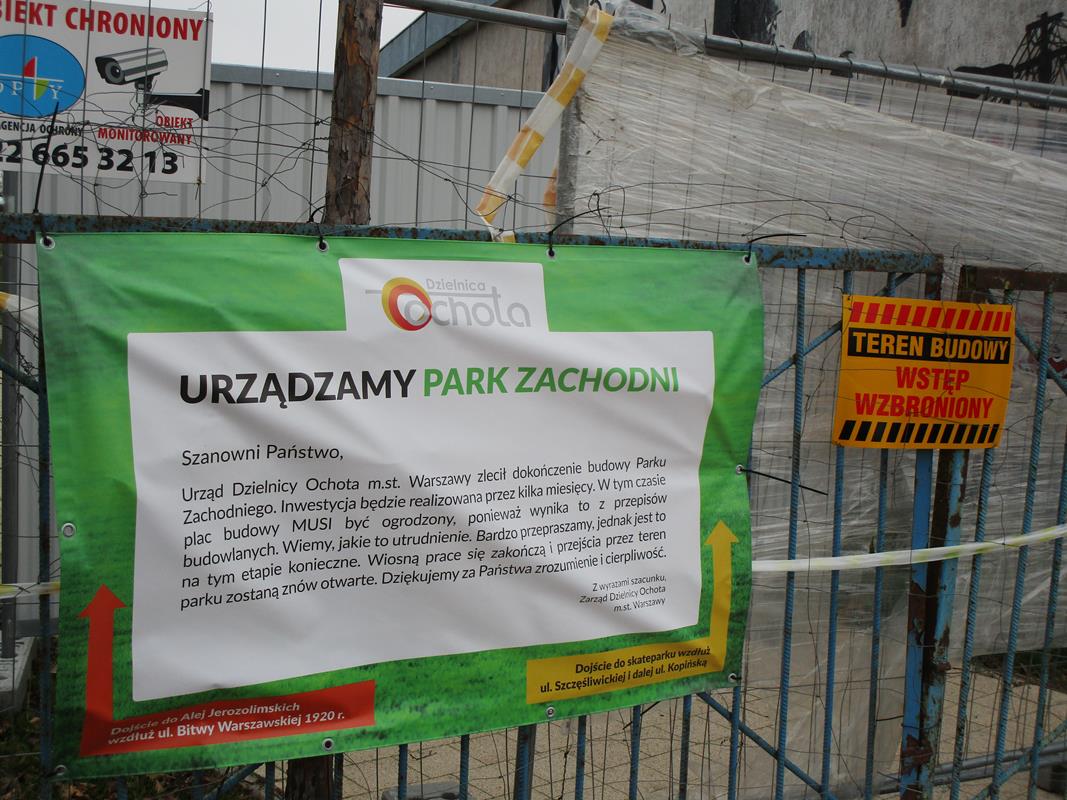 OBIEKT CHRONIONY
AGENCJA OCHRONY
OBIEKT
MONITOROWANY
22 665 32 13
Dzielnica
Ochota
URZĄDZAMY PARK ZACHODNI
Szanowni Państwo,
Urząd Dzielnicy Ochota m.st. Warszawy zlecił dokończenie budowy Parku
Zachodniego. Inwestycja będzie realizowana przez kilka miesięcy. W tym czasie
plac budowy MUSI być ogrodzony, ponieważ wynika to z przepisów
budowlanych. Wiemy, jakie to utrudnienie. Bardzo przepraszamy, jednak jest to
na tym etapie konieczne. Wiosną prace się zakończą i przejścia przez teren
parku zostaną znów otwarte. Dziękujemy za Państwa zrozumienie i cierpliwość.
Z wyrazami szacunku,
Zarząd Dzielnicy Ochota
m.st. Warszawy
Dojście do Alej Jerozolimskich
wzdłuż ul. Bitwy Warszawskiej 1920 r.
Dojście do skateparku wzdłuż
ul. Szczęśliwickiej i dalej ul. Kopińską
TEREN BUDOWY
WSTĘP
WZBRONIONY